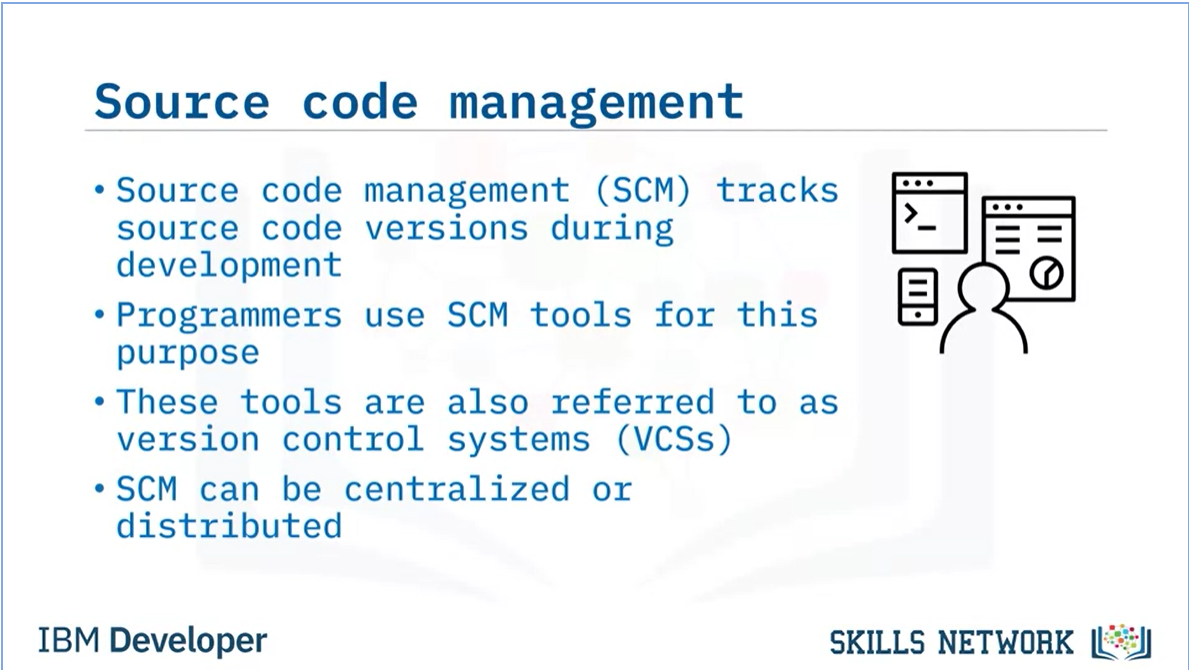 Source code management
• Source code management (SCM) tracks
source code versions during
development
• Programmers use SCM tools for this
purpose
• These tools are also referred to as
version control systems (VCSs)
• SCM can be centralized or
distributed
IBM Developer
SKILLS NETWORK